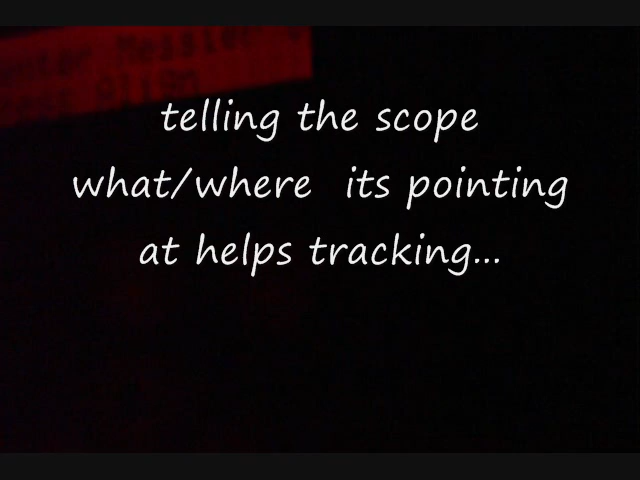 telling the scope
what/where its pointing
at helps tracking...